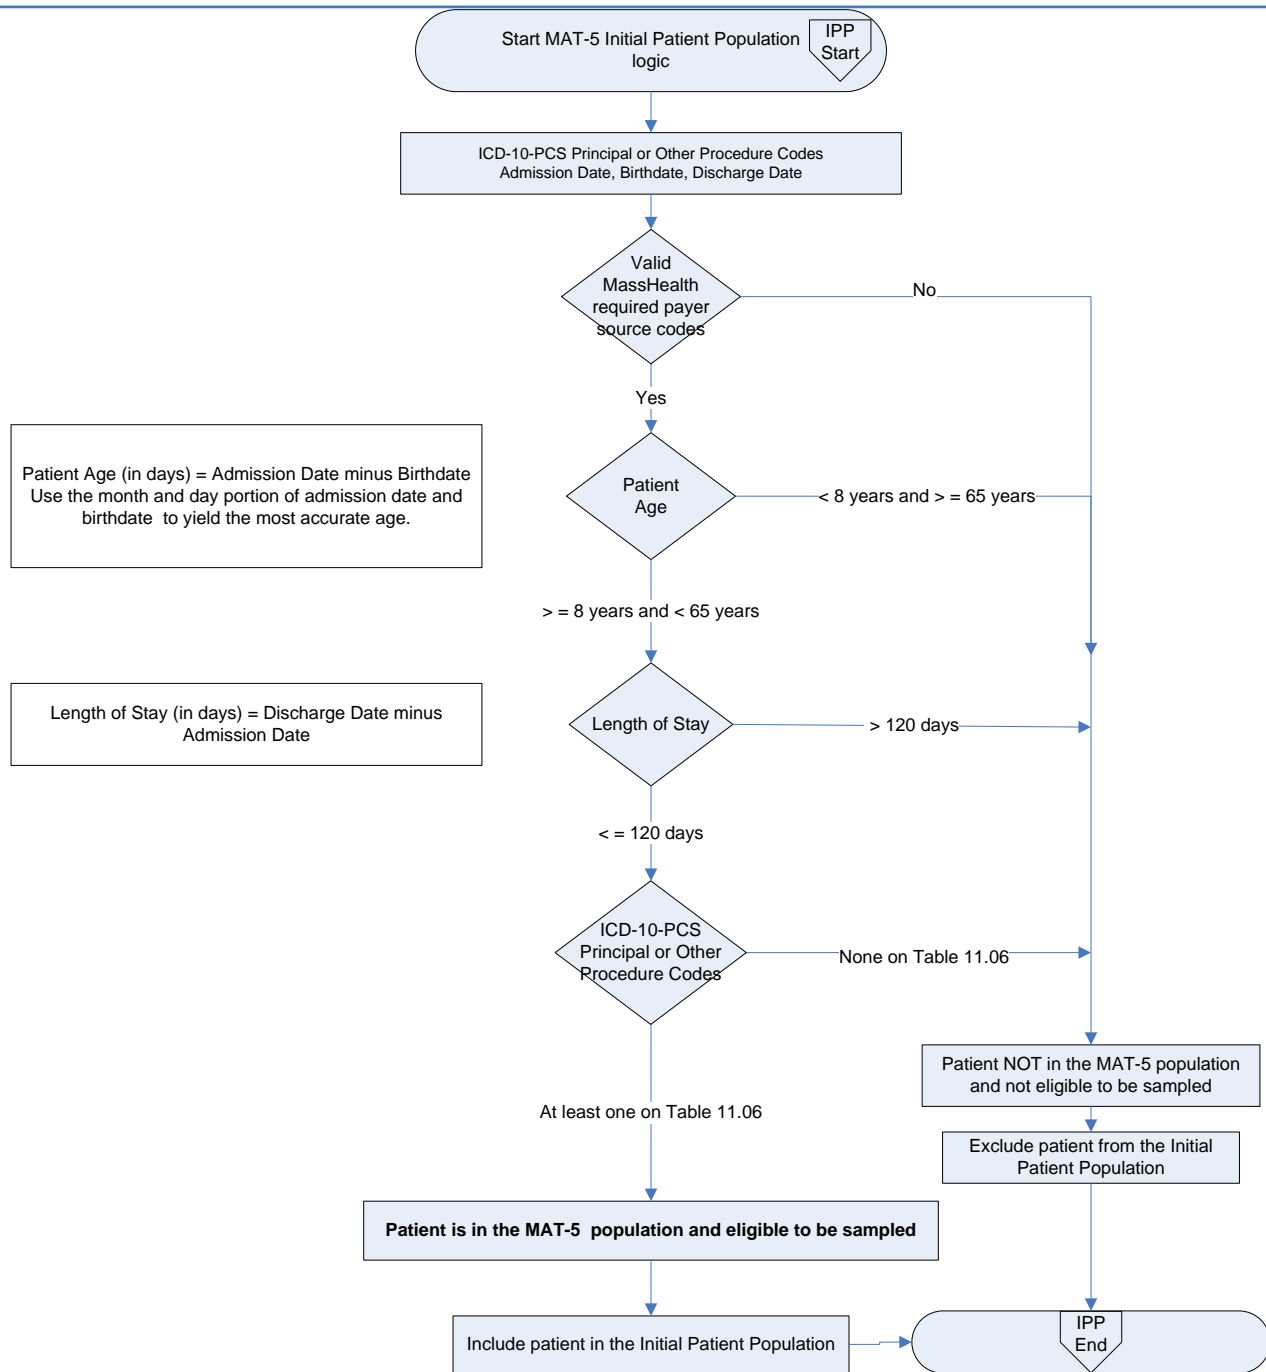 Start MAT-5 Initial Patient Population
logic
IPP
Start
ICD-10-PCS Principal or Other Procedure Codes
Admission Date, Birthdate, Discharge Date
Valid
MassHealth
required payer
source codes
No
Yes
Patient Age (in days) = Admission Date minus Birthdate
Use the month and day portion of admission date and
birthdate to yield the most accurate age.
Patient
Age
< 8 years and > = 65 years
> = 8 years and < 65 years
Length of Stay (in days) = Discharge Date minus
Admission Date
Length of Stay
> 120 days
< = 120 days
ICD-10-PCS
Principal or Other
Procedure Codes
None on Table 11.06
Patient NOT in the MAT-5 population
and not eligible to be sampled
At least one on Table 11.06
Exclude patient from the Initial
Patient Population
Patient is in the MAT-5 population and eligible to be sampled
Include patient in the Initial Patient Population
IPP
End